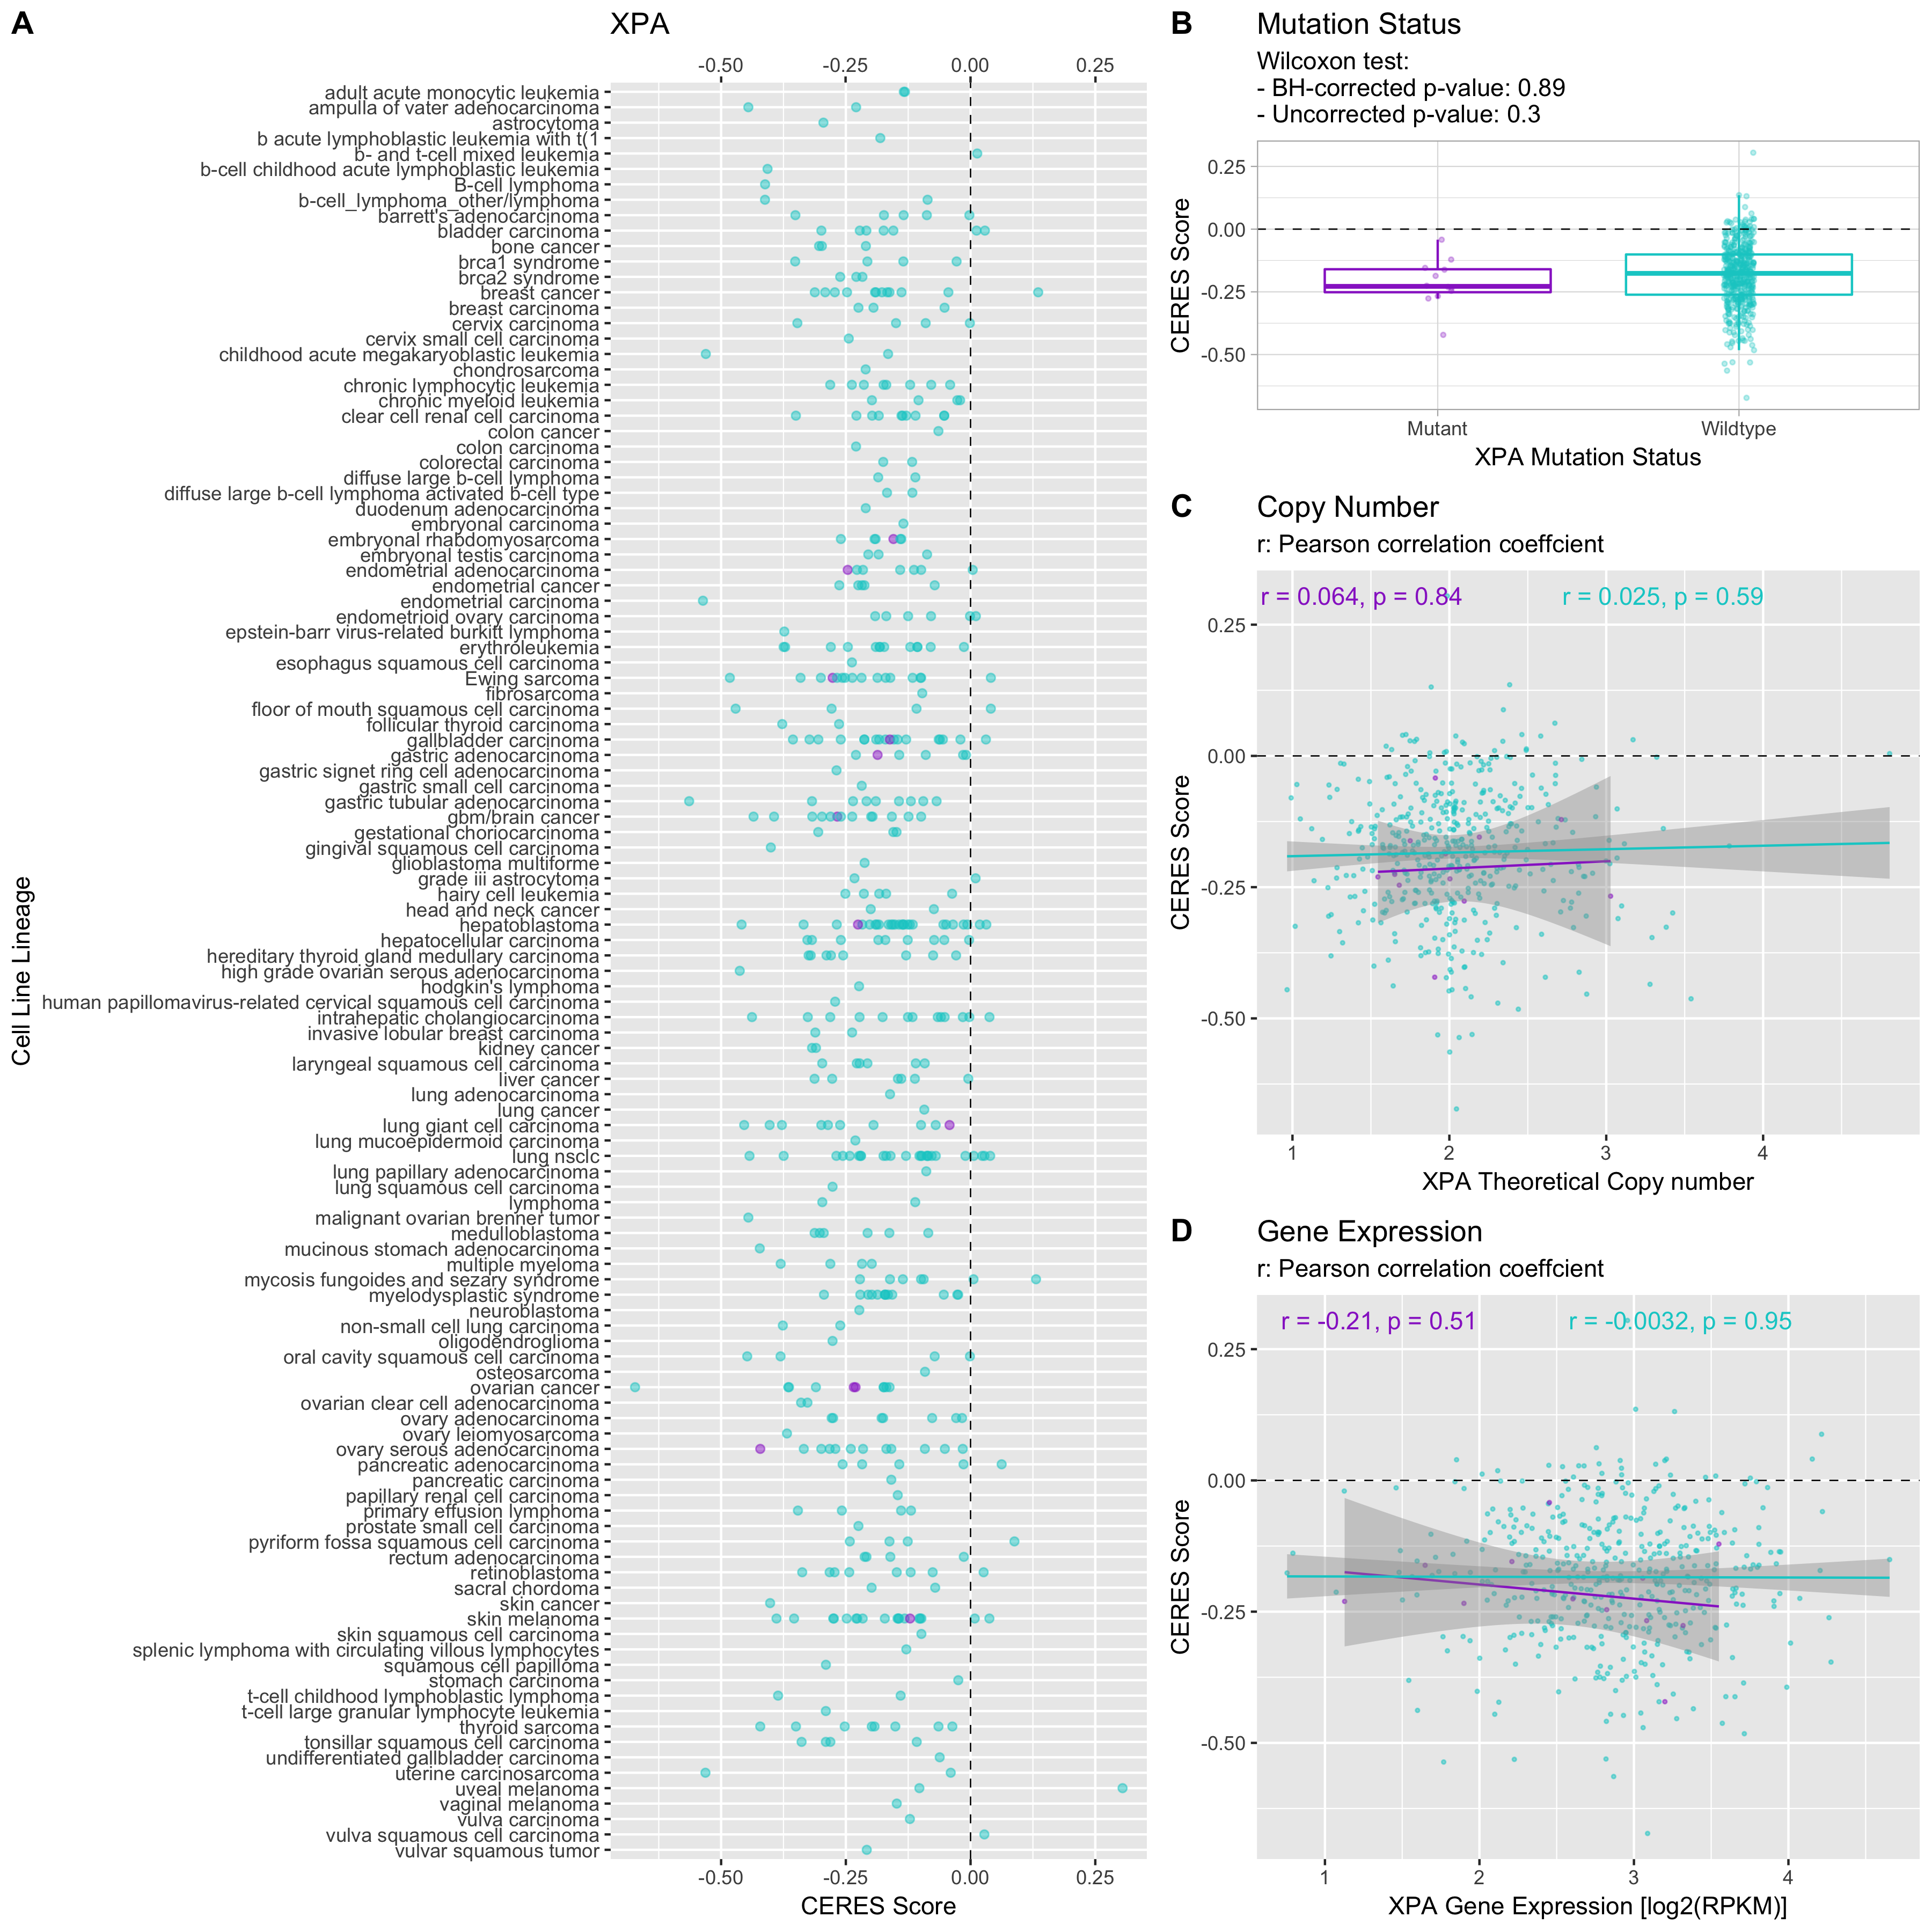 A
XPA
-0.50 -0.25 0.00 0.25
Cell Line Lineage
adult acute monocytic leukemia
ampulla of vater adenocarcinoma
astrocytoma
b acute lymphoblastic leukemia with t(1
b- and t-cell mixed leukemia
b-cell childhood acute lymphoblastic leukemia
B-cell lymphoma
b-cell_lymphoma_other/lymphoma
barrett's adenocarcinoma
bladder carcinoma
bone cancer
brca1 syndrome
brca2 syndrome
breast cancer
breast carcinoma
cervix carcinoma
cervix small cell carcinoma
childhood acute megakaryoblastic leukemia
chondrosarcoma
chronic lymphocytic leukemia
chronic myeloid leukemia
clear cell renal cell carcinoma
colon cancer
colon carcinoma
colorectal carcinoma
diffuse large b-cell lymphoma
diffuse large b-cell lymphoma activated b-cell type
duodenum adenocarcinoma
embryonal carcinoma
embryonal rhabdomyosarcoma
embryonal testis carcinoma
endometrial adenocarcinoma
endometrial cancer
endometrial carcinoma
endometrioid ovary carcinoma
epstein-barr virus-related burkitt lymphoma
erythroleukemia
esophagus squamous cell carcinoma
Ewing sarcoma
fibrosarcoma
floor of mouth squamous cell carcinoma
follicular thyroid carcinoma
gallbladder carcinoma
gastric adenocarcinoma
gastric signet ring cell adenocarcinoma
gastric small cell carcinoma
gastric tubular adenocarcinoma
gbm/brain cancer
gestational choriocarcinoma
gingival squamous cell carcinoma
glioblastoma multiforme
grade iii astrocytoma
hairy cell leukemia
head and neck cancer
hepatoblastoma
hepatocellular carcinoma
hereditary thyroid gland medullary carcinoma
high grade ovarian serous adenocarcinoma
hodgkin's lymphoma
human papillomavirus-related cervical squamous cell carcinoma
intrahepatic cholangiocarcinoma
invasive lobular breast carcinoma
kidney cancer
laryngeal squamous cell carcinoma
liver cancer
lung adenocarcinoma
lung cancer
lung giant cell carcinoma
lung mucoepidermoid carcinoma
lung nsclc
lung papillary adenocarcinoma
lung squamous cell carcinoma
lymphoma
malignant ovarian brenner tumor
medulloblastoma
mucinous stomach adenocarcinoma
multiple myeloma
mycosis fungoides and sezary syndrome
myelodysplastic syndrome
neuroblastoma
non-small cell lung carcinoma
oligodendroglioma
oral cavity squamous cell carcinoma
osteosarcoma
ovarian cancer
ovarian clear cell adenocarcinoma
ovary adenocarcinoma
ovary leiomyosarcoma
ovary serous adenocarcinoma
pancreatic adenocarcinoma
pancreatic carcinoma
papillary renal cell carcinoma
primary effusion lymphoma
prostate small cell carcinoma
pyriform fossa squamous cell carcinoma
rectum adenocarcinoma
retinoblastoma
sacral chordoma
skin cancer
skin melanoma
skin squamous cell carcinoma
splenic lymphoma with circulating villous lymphocytes
squamous cell papilloma
stomach carcinoma
t-cell childhood lymphoblastic lymphoma
t-cell large granular lymphocyte leukemia
thyroid sarcoma
tonsillar squamous cell carcinoma
undifferentiated gallbladder carcinoma
uterine carcinosarcoma
uveal melanoma
vaginal melanoma
vulva carcinoma
vulva squamous cell carcinoma
vulvar squamous tumor
-0.50 -0.25 0.00 0.25
CERES Score
B
Mutation Status
Wilcoxon test:
- BH-corrected p-value: 0.89
- Uncorrected p-value: 0.3
CERES Score
0.25
0.00
-0.25
-0.50
Mutant Wildtype
XPA Mutation Status
C
Copy Number
r: Pearson correlation coeffcient
r = 0.064, p = 0.84 r = 0.025, p = 0.59
CERES Score
0.25
0.00
-0.25
-0.50
1 2 3 4
XPA Theoretical Copy number
D
Gene Expression
r: Pearson correlation coeffcient
r = -0.21, p = 0.51 r = -0.0032, p = 0.95
CERES Score
0.25
0.00
-0.25
-0.50
1 2 3 4
XPA Gene Expression [log2(RPKM)]